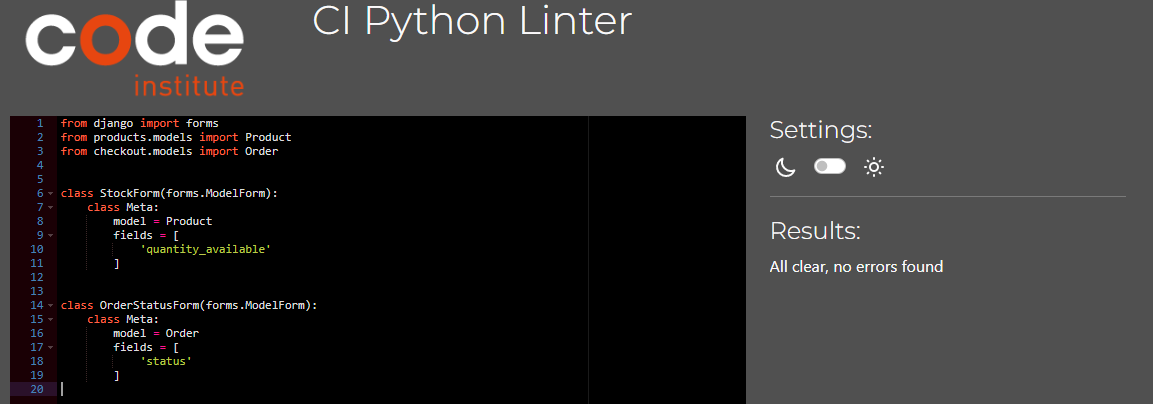 code
institute
CI Python Linter
1 from django import forms
2 from products.models import Product
3 from checkout.models import Order
4
5
6 class StockForm(forms.ModelForm):
7     class Meta:
8         model = Product
9         fields = [
10             'quantity_available'
11         ]
12
13
14 class OrderStatusForm(forms.ModelForm):
15     class Meta:
16         model = Order
17         fields = [
18             'status'
19         ]
20
Settings:
Results:
All clear, no errors found